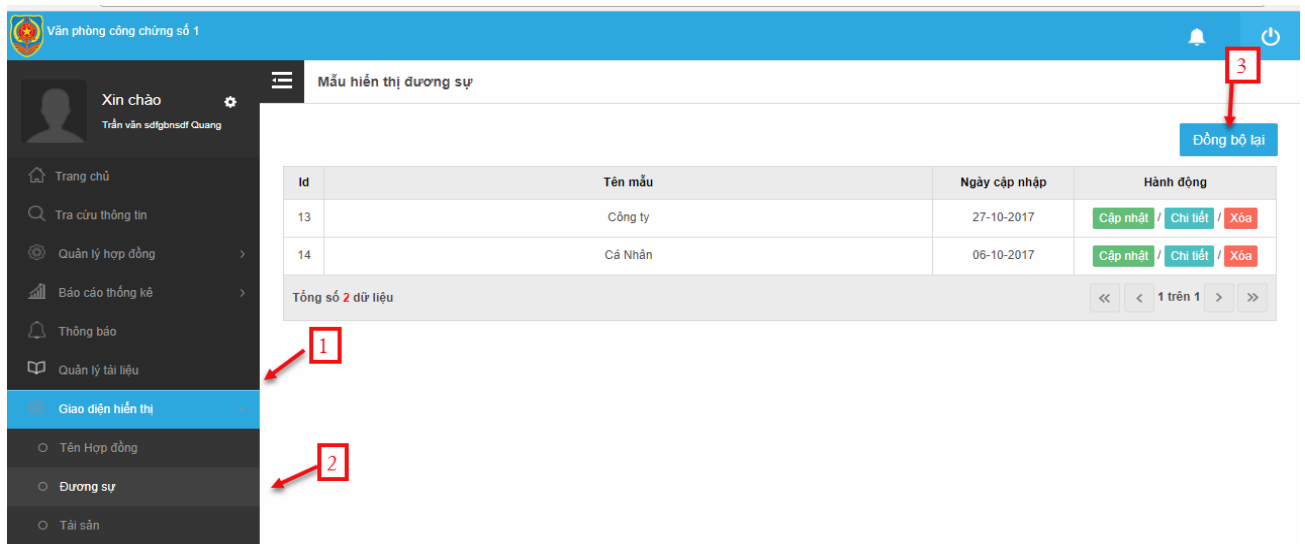 Văn phòng công chứng số 1
3
Mẫu hiển thị đương sự
Xin chào
Trần văn sdfgbnsdf Quang
Đồng bộ lại
Trang chủ
Id Tên mẫu Ngày cập nhập Hành động
Tra cứu thông tin
13 Công ty 27-10-2017 Cập nhật / Chi tiết / Xóa
Quản lý hợp đồng
14 Cá Nhân 06-10-2017 Cập nhật / Chi tiết / Xóa
Báo cáo thống kê
Tổng số 2 dữ liệu 1 trên 1
Thông báo
1
Quản lý tài liệu
Giao diện hiển thị
Tên Hợp đồng
2
Đương sự
Tài sản